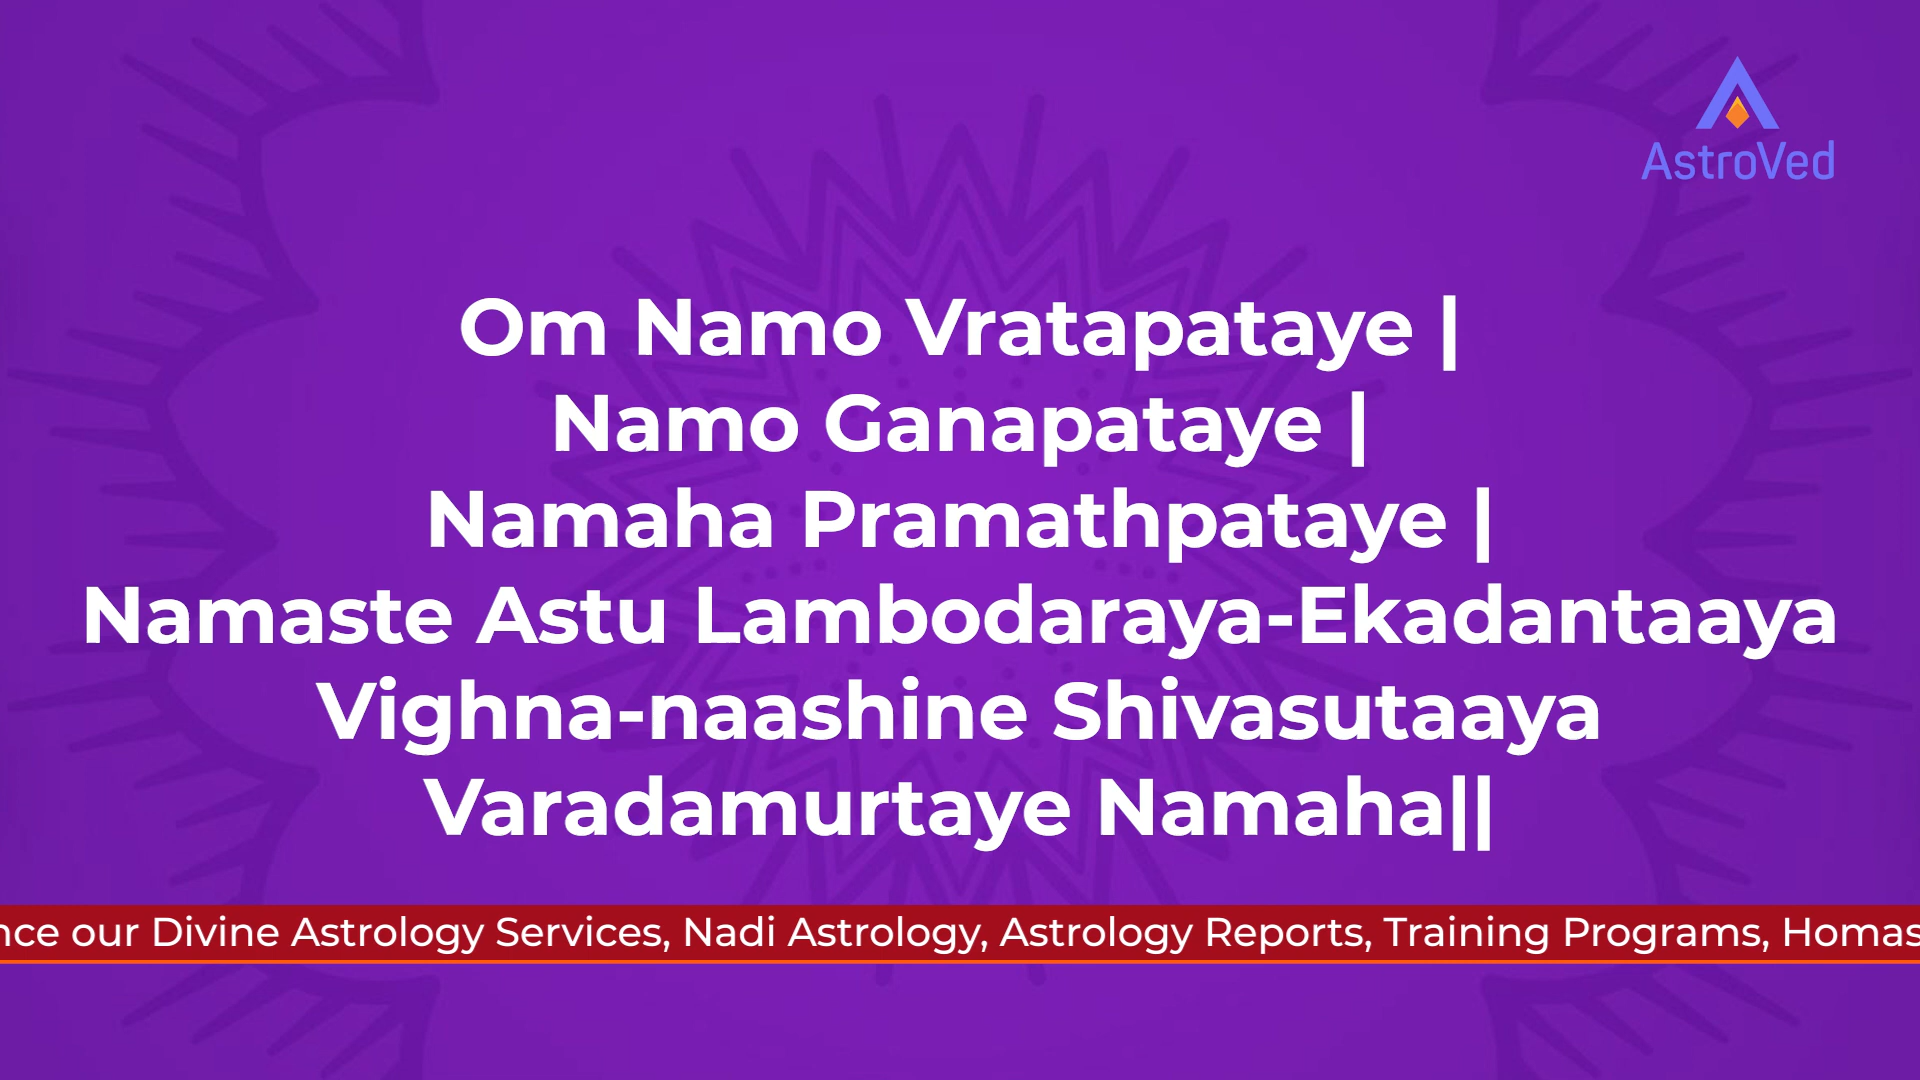 AstroVed
Om Namo Vratapataye |
Namo Ganapataye |
Namaha Pramathpataye |
Namaste Astu Lambodaraya-Ekadantaaya
Vighna-naashine Shivasutaaya
Varadamurtaye Namaha||
our Divine Astrology Services, Nadi Astrology, Astrology Reports, Training Programs, Homas